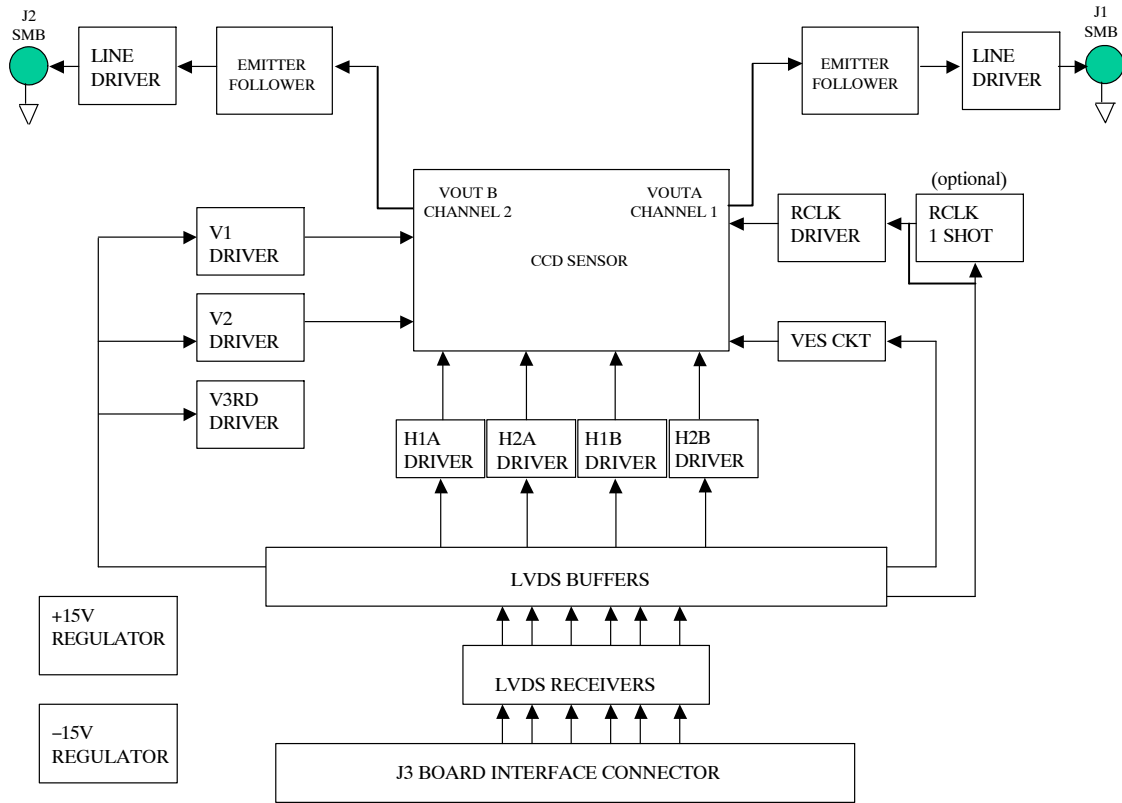 J2
SMB
LINE
DRIVER
EMITTER
FOLLOWER
EMITTER
FOLLOWER
LINE
DRIVER
J1
SMB
VOUT B
CHANNEL 2
VOUTA
CHANNEL 1
CCD SENSOR
(optional)
RCLK
DRIVER
RCLK
1 SHOT
V1
DRIVER
V2
DRIVER
VES CKT
V3RD
DRIVER
H1A
DRIVER
H2A
DRIVER
H1B
DRIVER
H2B
DRIVER
LVDS BUFFERS
+15V
REGULATOR
LVDS RECEIVERS
–15V
REGULATOR
J3 BOARD INTERFACE CONNECTOR